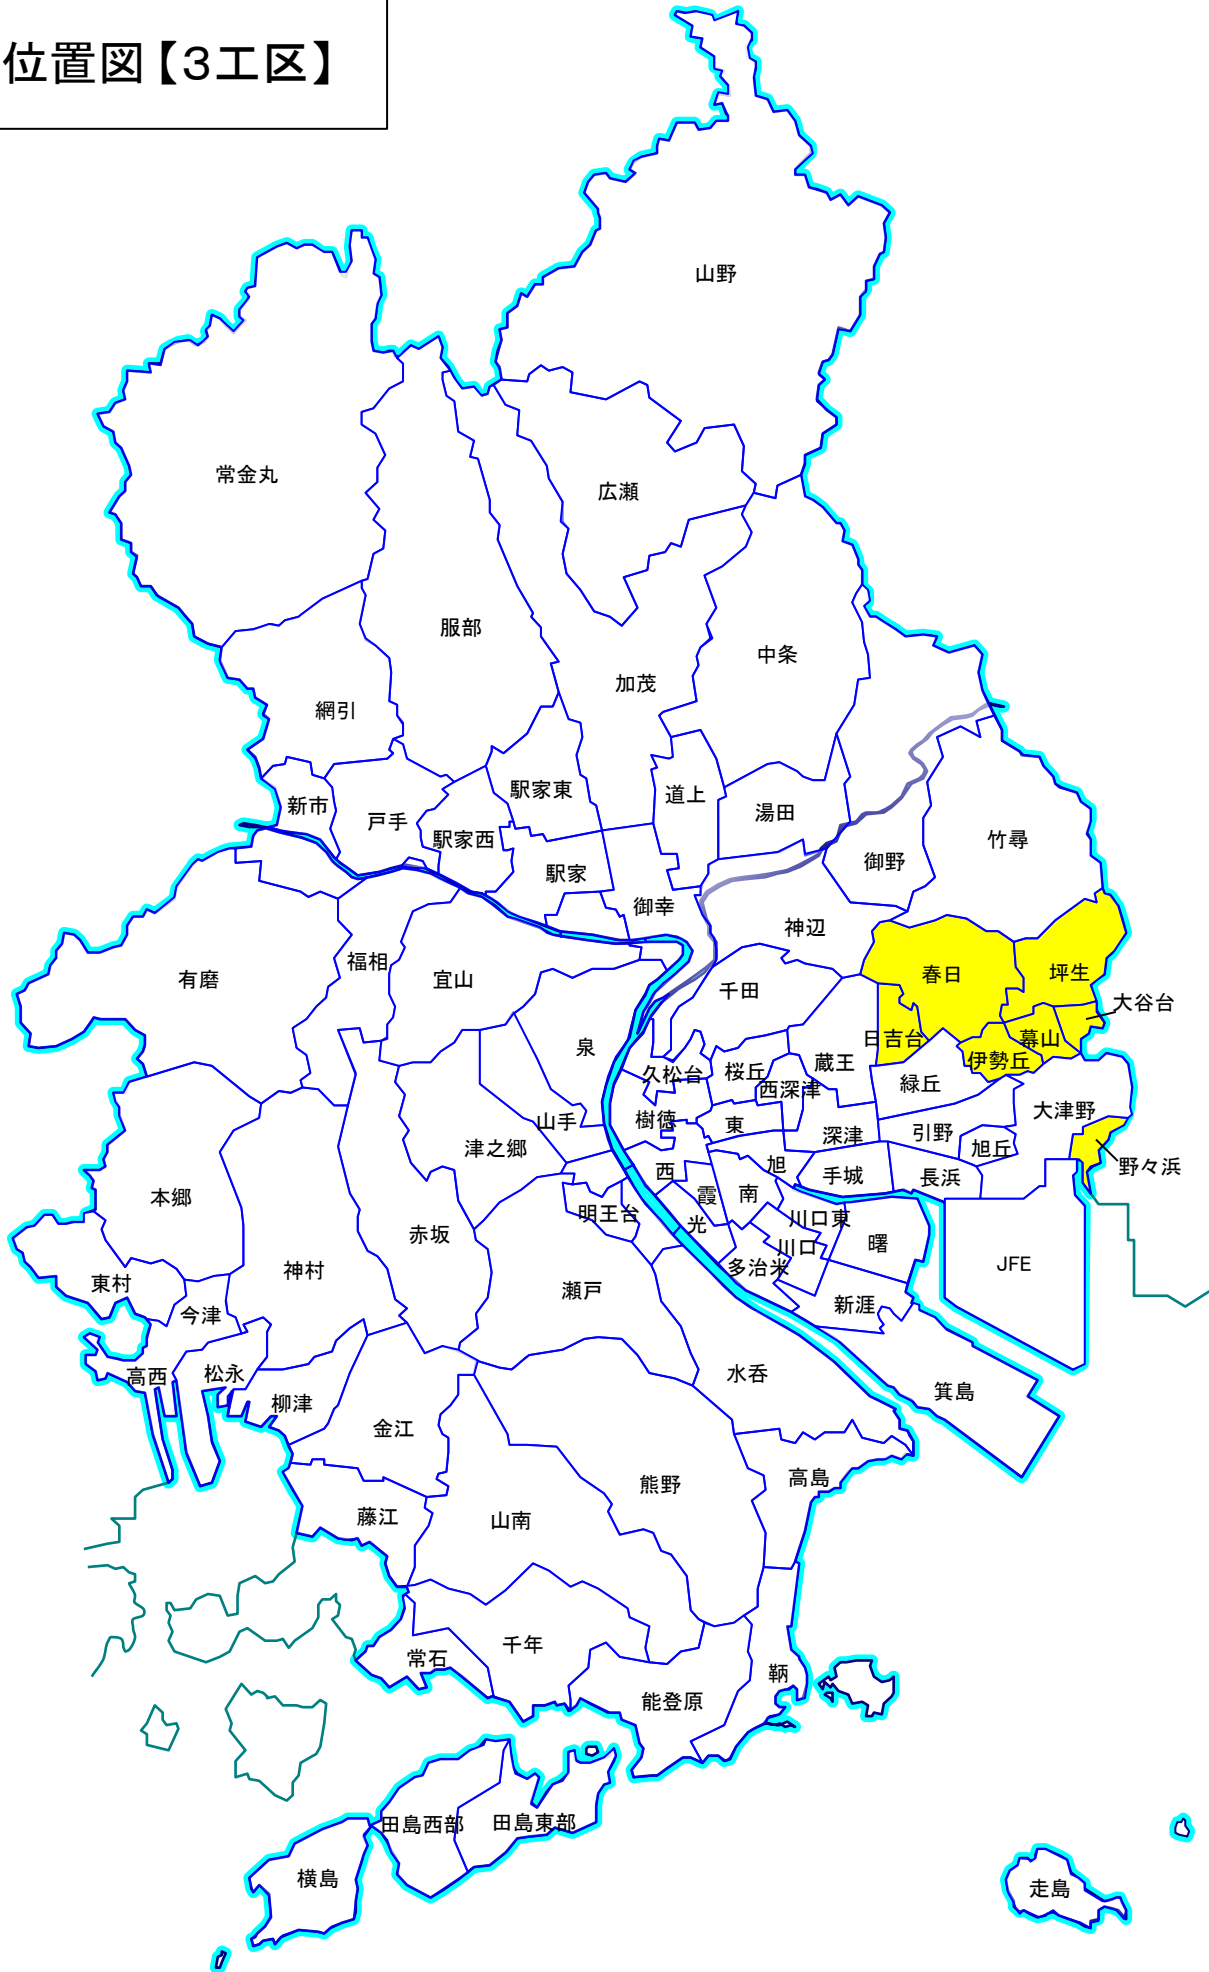 位置図【3工区】
山野
常金丸
広瀬
服部
中条
加茂
網引
駅家東
道上
新市
湯田
戸手
駅家西
竹尋
御野
駅家
御幸
神辺
福相
春日
坪生
有磨
宜山
千田
大谷台
日吉台
幕山
泉
伊勢丘
蔵王
久松台
桜丘
緑丘
西深津
大津野
樹徳
山手
東
引野
深津
津之郷
旭丘
野々浜
西
旭
手城
長浜
本郷
霞
南
明王台
光
川口東
赤坂
曙
川口
JFE
多治米
神村
東村
瀬戸
新涯
今津
水呑
松永
高西
箕島
柳津
金江
高島
熊野
藤江
山南
千年
常石
鞆
能登原
田島西部
田島東部
横島
走島